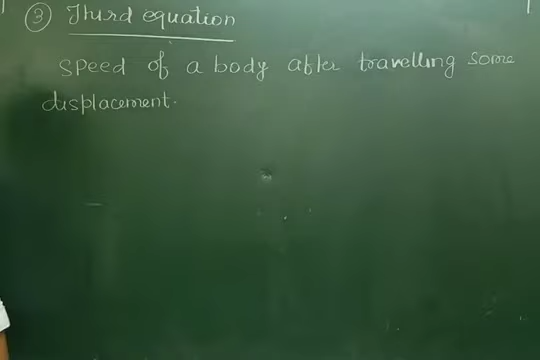 ③ Third equation
speed of a body after travelling some
displacement.